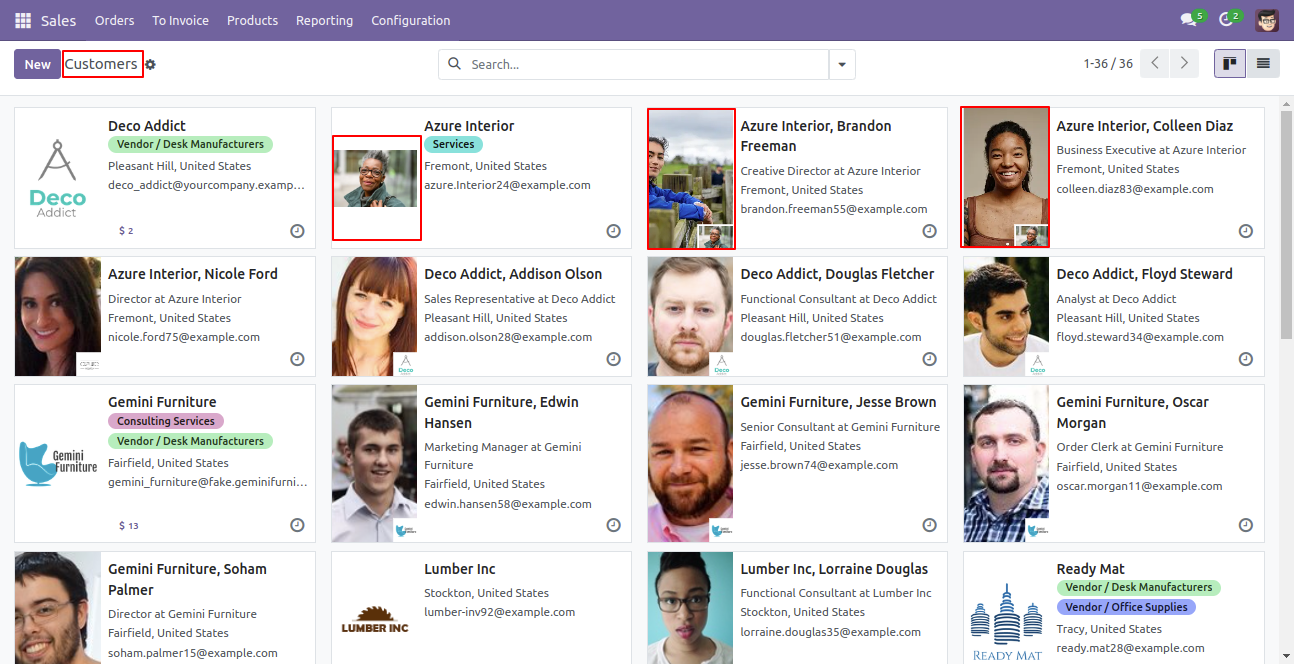 Sales Orders To Invoice Products Reporting Configuration 5 2
New Customers Search... 1-36 / 36
Deco Addict
Vendor / Desk Manufacturers
Pleasant Hill, United States
deco_addict@yourcompany.examp...
$ 2
Deco
Addict
Azure Interior
Services
Fremont, United States
azure.Interior24@example.com
Azure Interior, Brandon
Freeman
Creative Director at Azure Interior
Fremont, United States
brandon.freeman55@example.com
Azure Interior, Colleen Diaz
Business Executive at Azure Interior
Fremont, United States
colleen.diaz83@example.com
Azure Interior, Nicole Ford
Director at Azure Interior
Fremont, United States
nicole.ford75@example.com
Deco Addict, Addison Olson
Sales Representative at Deco Addict
Pleasant Hill, United States
addison.olson28@example.com
Deco
Deco Addict, Douglas Fletcher
Functional Consultant at Deco Addict
Pleasant Hill, United States
douglas.fletcher51@example.com
Deco
Deco Addict, Floyd Steward
Analyst at Deco Addict
Pleasant Hill, United States
floyd.steward34@example.com
Deco
Gemini Furniture
Consulting Services
Vendor / Desk Manufacturers
Fairfield, United States
gemini_furniture@fake.geminifurni...
$ 13
Gemini
Furniture
Gemini Furniture, Edwin
Hansen
Marketing Manager at Gemini
Furniture
Fairfield, United States
edwin.hansen58@example.com
Gemini Furniture, Jesse Brown
Senior Consultant at Gemini Furniture
Fairfield, United States
jesse.brown74@example.com
Gemini Furniture, Oscar
Morgan
Order Clerk at Gemini Furniture
Fairfield, United States
oscar.morgan11@example.com
Gemini Furniture, Soham
Palmer
Director at Gemini Furniture
Fairfield, United States
soham.palmer15@example.com
Lumber Inc
Stockton, United States
lumber-inv92@example.com
LUMBER INC
Lumber Inc, Lorraine Douglas
Functional Consultant at Lumber Inc
Stockton, United States
lorraine.douglas35@example.com
Ready Mat
Vendor / Desk Manufacturers
Vendor / Office Supplies
Tracy, United States
ready.mat28@example.com
READY MAT